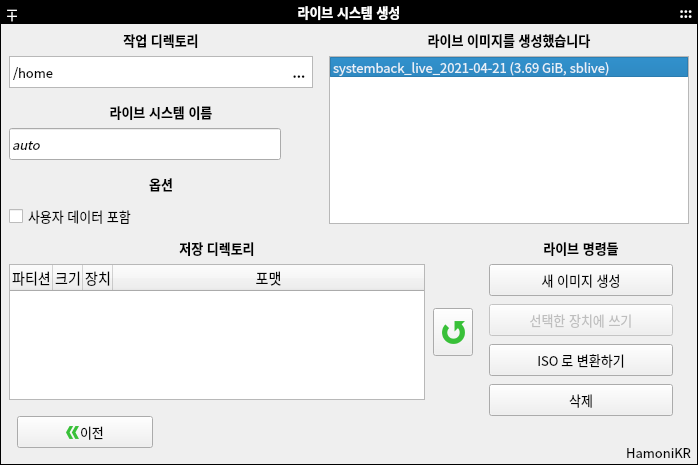 라이브 시스템 생성
작업 디렉토리
/home ...
라이브 시스템 이름
auto
옵션
사용자 데이터 포함
라이브 이미지를 생성했습니다
systemback_live_2021-04-21 (3.69 GiB, sblive)
저장 디렉토리
파티션 크기 장치 포맷
라이브 명령들
새 이미지 생성
선택한 장치에 쓰기
ISO 로 변환하기
삭제
이전
HamoniKR